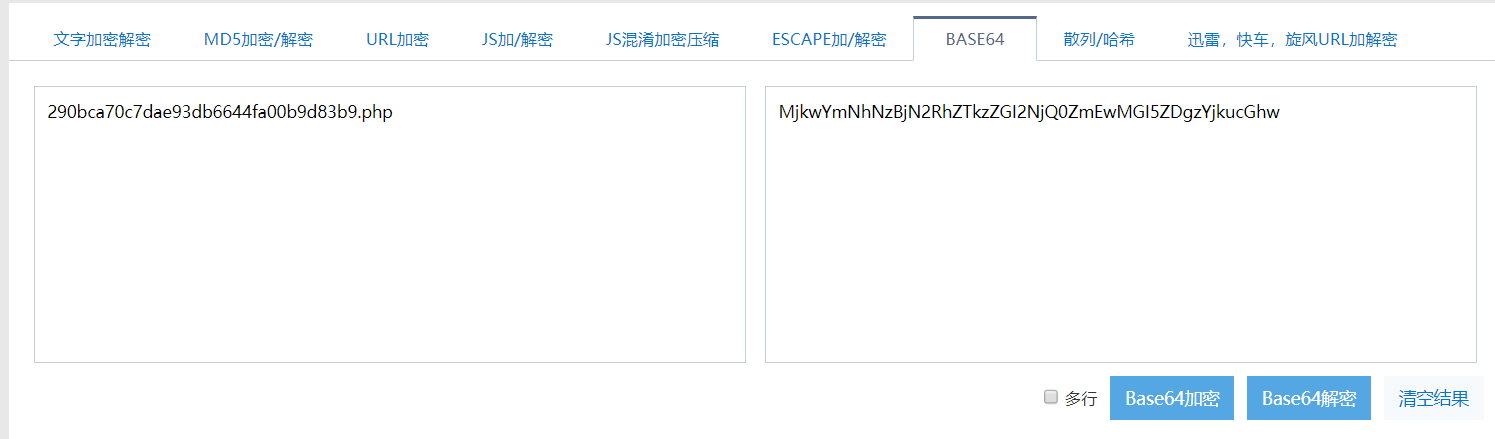 文字加密解密 MD5加密/解密 URL加密 JS加/解密 JS混淆加密压缩 ESCAPE加/解密 BASE64 散列/哈希 迅雷，快车，旋风URL加解密
290bca70c7dae93db6644fa00b9d83b9.php
MjkwYmNhNzBjN2RhZTkzZGI2NjQ0ZmEwMGI5ZDgzYjkucGhw
多行 Base64加密 Base64解密 清空结果